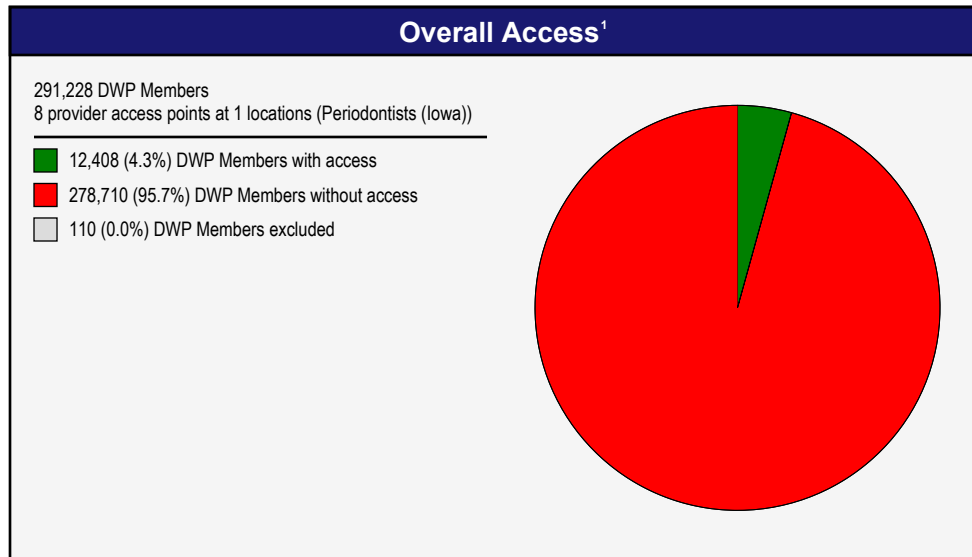 Overall Access¹
291,228 DWP Members
8 provider access points at 1 locations (Periodontists (Iowa))
12,408 (4.3%) DWP Members with access
278,710 (95.7%) DWP Members without access
110 (0.0%) DWP Members excluded